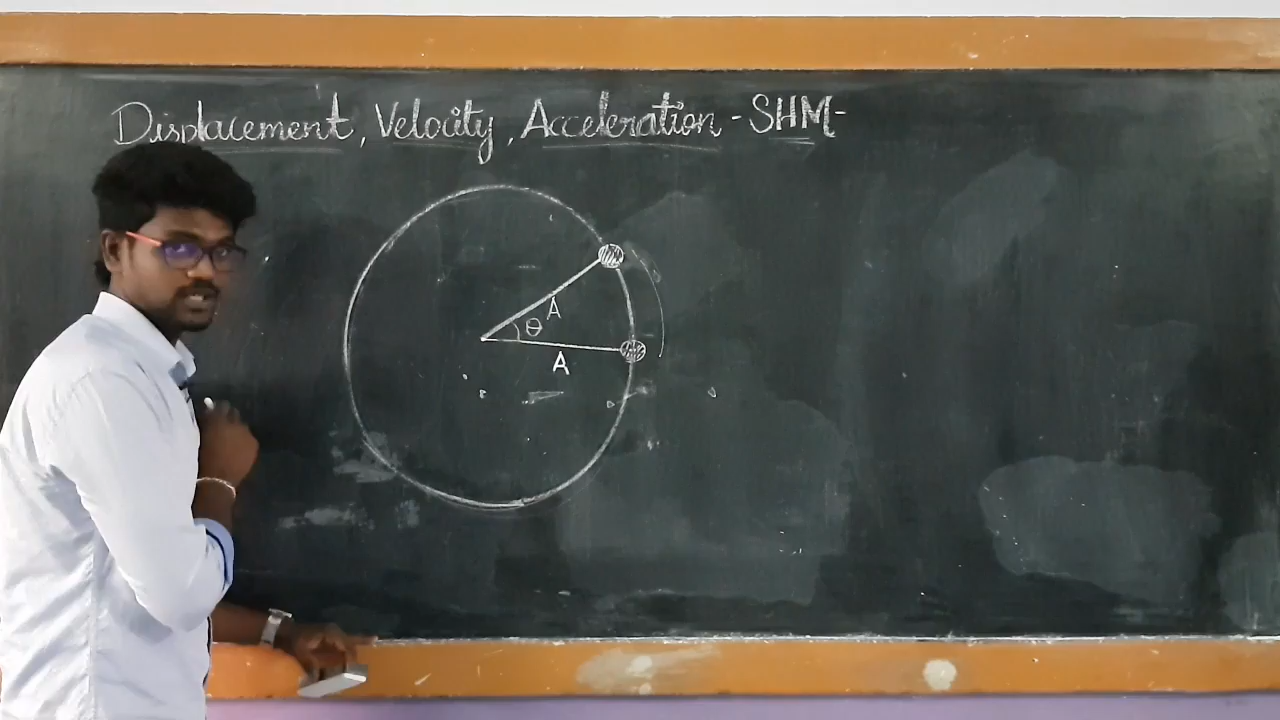 Displacement, Velocity, Acceleration - SHM-
A
θ
A